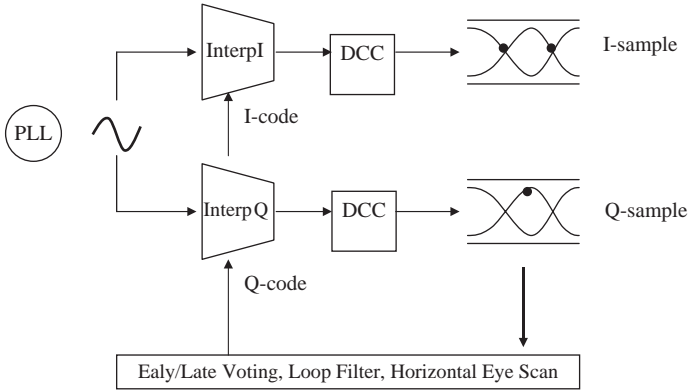 InterpI
DCC
I-sample
PLL
I-code
InterpQ
DCC
Q-sample
Q-code
Ealy/Late Voting, Loop Filter, Horizontal Eye Scan